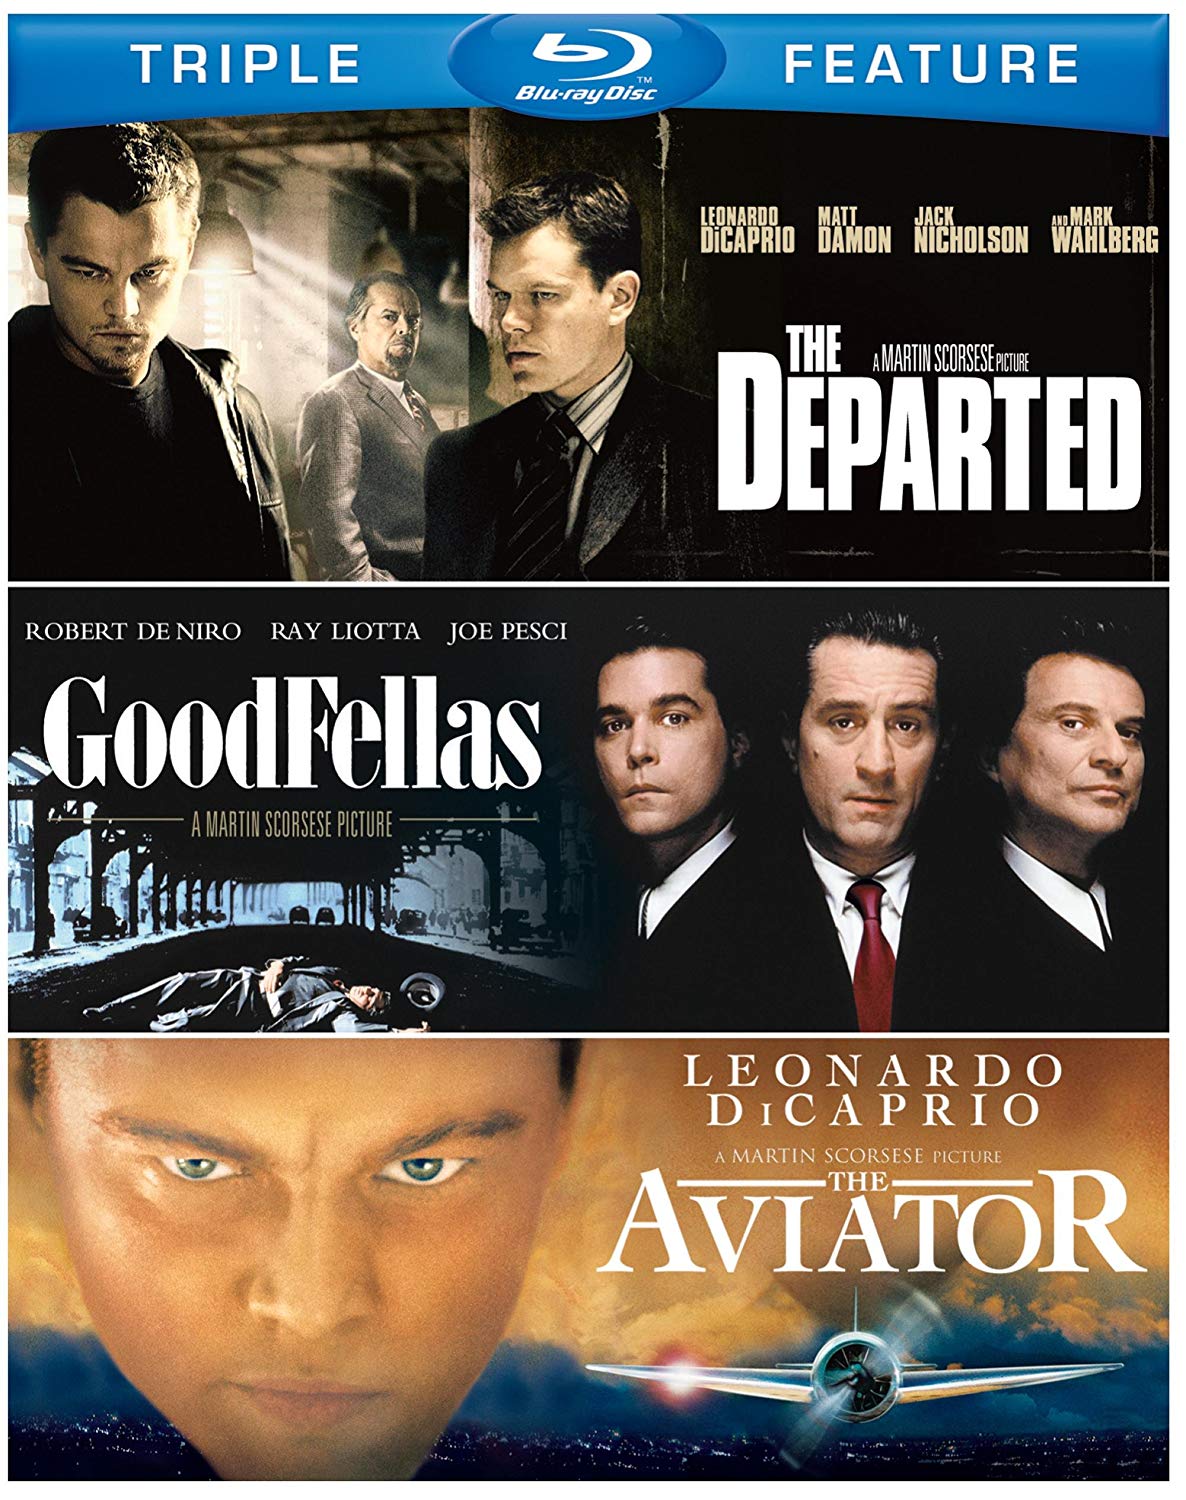 TRIPLE
Blu-ray Disc
TM
FEATURE
LEONARDO DiCAPRIO
MATT DAMON
JACK NICHOLSON
AND MARK WAHLBERG
THE
A MARTIN SCORSESE PICTURE
DEPARTED
ROBERT DE NIRO RAY LIOTTA JOE PESCI
GOODFELLAS
A MARTIN SCORSESE PICTURE
LEONARDO
DiCAPRIO
A MARTIN SCORSESE PICTURE
THE
AVIATOR